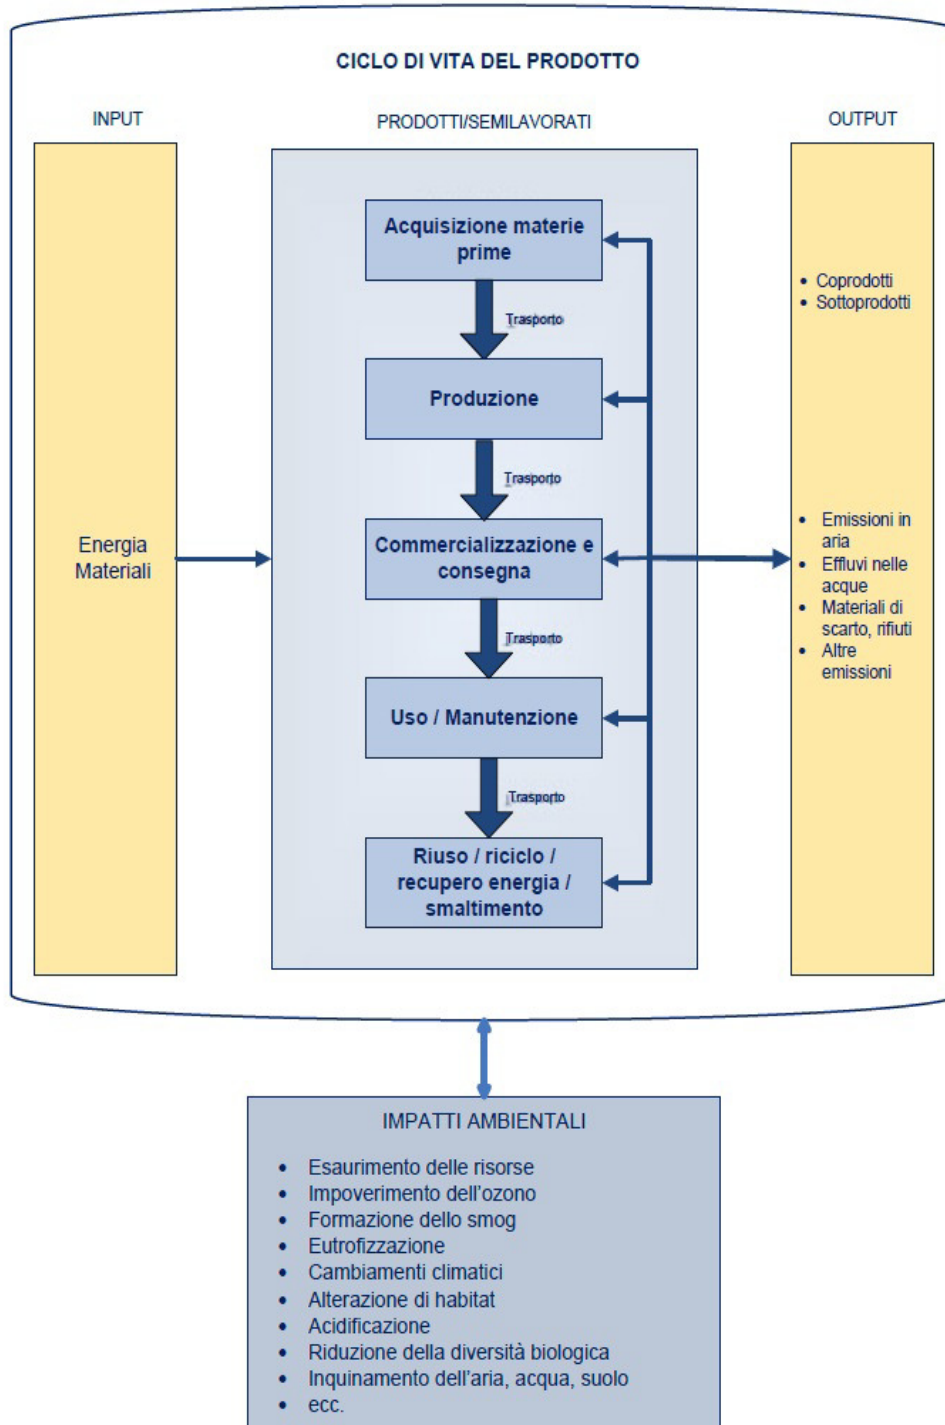 CICLO DI VITA DEL PRODOTTO
INPUT
PRODOTTI/SEMILAVORATI
OUTPUT
Energia
Materiali
Acquisizione materie
prime
Trasporto
Produzione
Trasporto
Commercializzazione e
consegna
Trasporto
Uso / Manutenzione
Trasporto
Riuso / riciclo /
recupero energia /
smaltimento
• Coprodotti
• Sottoprodotti
• Emissioni in
aria
• Effluvi nelle
acque
• Materiali di
scarto, rifiuti
• Altre
emissioni
IMPATTI AMBIENTALI
• Esaurimento delle risorse
• Impoverimento dell'ozono
• Formazione dello smog
• Eutrofizzazione
• Cambiamenti climatici
• Alterazione di habitat
• Acidificazione
• Riduzione della diversità biologica
• Inquinamento dell'aria, acqua, suolo
• ecc.